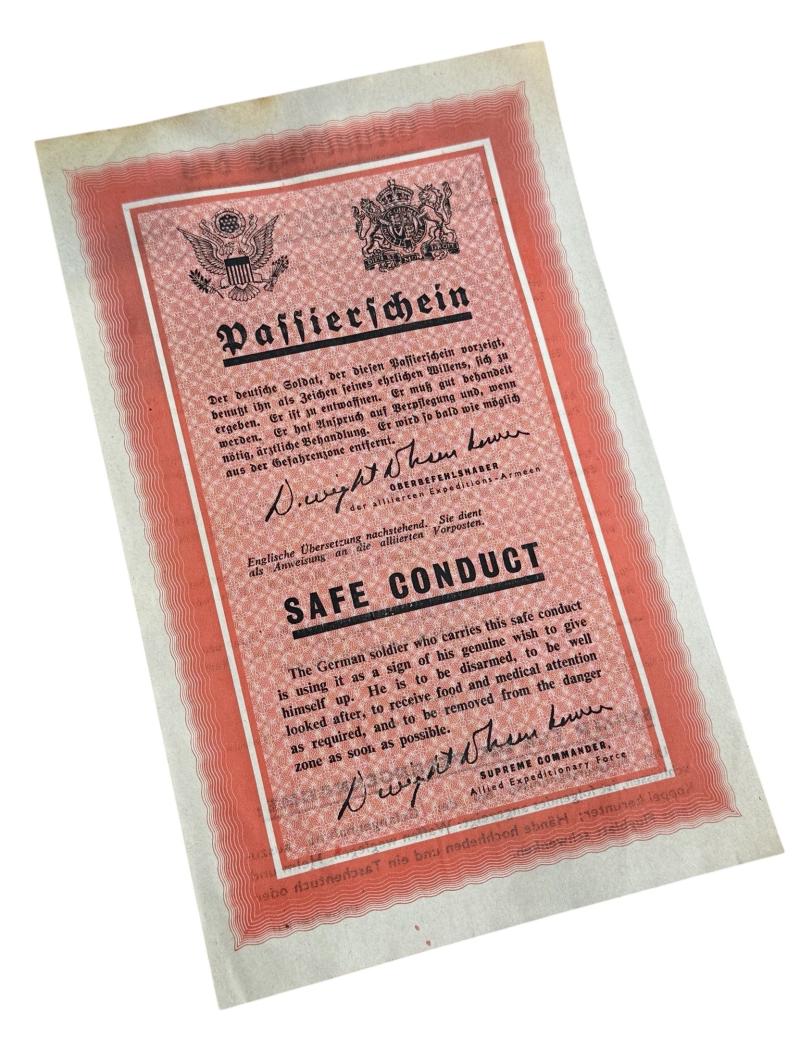 Passierschein
Der deutsche Soldat, der diesen Passierschein vorzeigt,
benutzt ihn als Zeichen seines ehrlichen Willens, sich zu
ergeben. Er ist zu entwaffnen. Er muß gut behandelt
werden. Er hat Anspruch auf Verpflegung und, wenn
nötig, ärztliche Behandlung. Er wird so bald wie möglich
aus der Gefahrenzone entfernt.
Dwight D Eisenhower
OBERBEFEHLSHABER
der alliierten Expeditions-Armeen
Englische Übersetzung nachstehend. Sie dient
als Anweisung an die alliierten Vorposten.
SAFE CONDUCT
The German soldier who carries this safe conduct
is using it as a sign of his genuine wish to give
himself up. He is to be disarmed, to be well
looked after, to receive food and medical attention
as required, and to be removed from the danger
zone as soon as possible.
Dwight D Eisenhower
SUPREME COMMANDER,
Allied Expeditionary Force